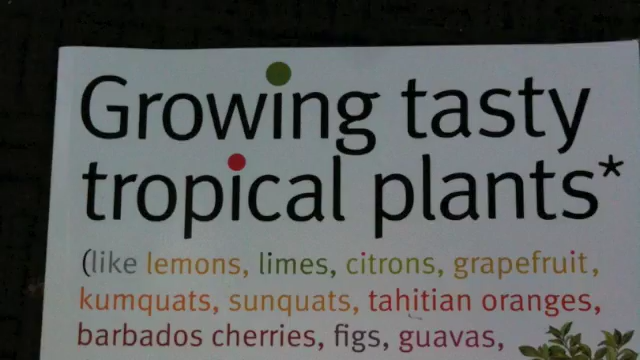 Growing tasty
tropical plants*
(like lemons, limes, citrons, grapefruit,
kumquats, sunquats, tahitian oranges,
barbados cherries, figs, guavas,